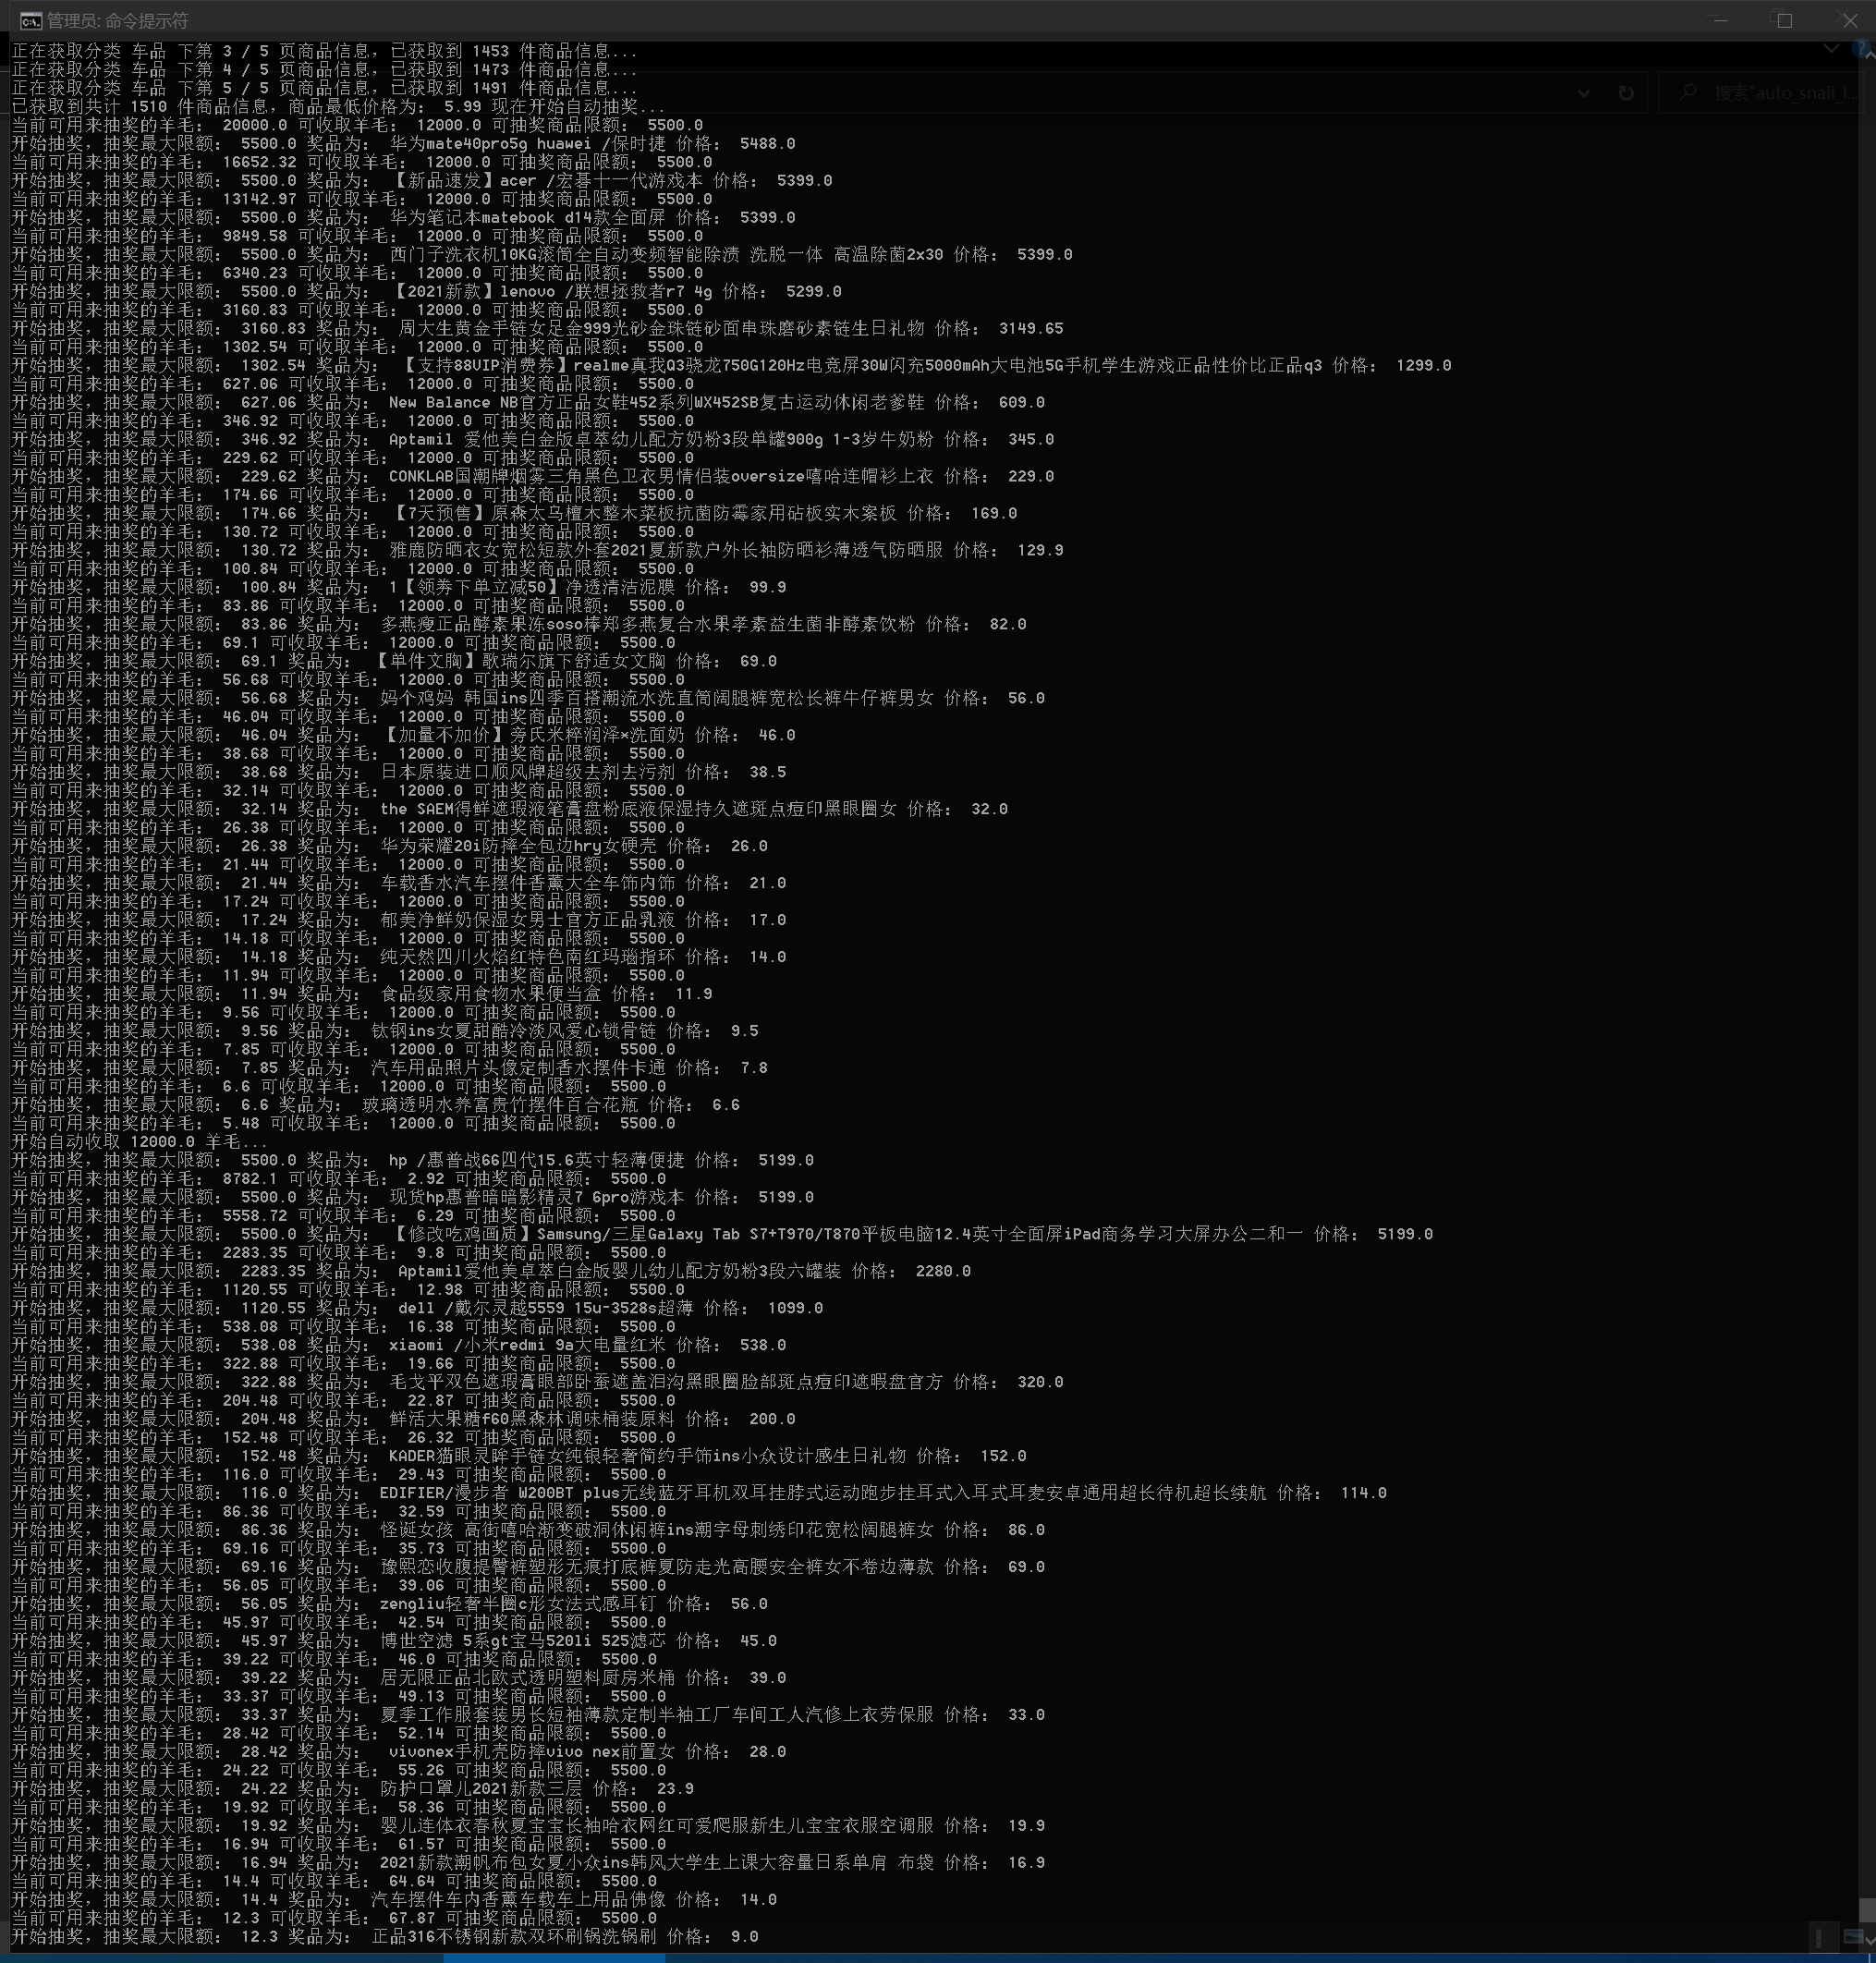 管理员: 命令提示符
搜索"auto_snail_l...
正在获取分类 车品 下第 3 / 5 页商品信息，已获取到 1453 件商品信息...
正在获取分类 车品 下第 4 / 5 页商品信息，已获取到 1473 件商品信息...
正在获取分类 车品 下第 5 / 5 页商品信息，已获取到 1491 件商品信息...
已获取到共计 1510 件商品信息，商品最低价格为： 5.99 现在开始自动抽奖...
当前可用来抽奖的羊毛： 20000.0 可收取羊毛： 12000.0 可抽奖商品限额： 5500.0
开始抽奖，抽奖最大限额： 5500.0 奖品为： 华为mate40pro5g huawei /保时捷 价格： 5488.0
当前可用来抽奖的羊毛： 16652.32 可收取羊毛： 12000.0 可抽奖商品限额： 5500.0
开始抽奖，抽奖最大限额： 5500.0 奖品为： 【新品速发】acer /宏碁十一代游戏本 价格： 5399.0
当前可用来抽奖的羊毛： 13142.97 可收取羊毛： 12000.0 可抽奖商品限额： 5500.0
开始抽奖，抽奖最大限额： 5500.0 奖品为： 华为笔记本matebook d14款全面屏 价格： 5399.0
当前可用来抽奖的羊毛： 9849.58 可收取羊毛： 12000.0 可抽奖商品限额： 5500.0
开始抽奖，抽奖最大限额： 5500.0 奖品为： 西门子洗衣机10KG滚筒全自动变频智能除渍 洗脱一体 高温除菌2x30 价格： 5399.0
当前可用来抽奖的羊毛： 6340.23 可收取羊毛： 12000.0 可抽奖商品限额： 5500.0
开始抽奖，抽奖最大限额： 5500.0 奖品为： 【2021新款】lenovo /联想拯救者r7 4g 价格： 5299.0
当前可用来抽奖的羊毛： 3160.83 可收取羊毛： 12000.0 可抽奖商品限额： 5500.0
开始抽奖，抽奖最大限额： 3160.83 奖品为： 周大生黄金手链女足金999光砂金珠链砂面串珠磨砂素链生日礼物 价格： 3149.65
当前可用来抽奖的羊毛： 1302.54 可收取羊毛： 12000.0 可抽奖商品限额： 5500.0
开始抽奖，抽奖最大限额： 1302.54 奖品为： 【支持88VIP消费券】realme真我Q3骁龙750G120Hz电竞屏30W闪充5000mAh大电池5G手机学生游戏正品性价比正品q3 价格： 1299.0
当前可用来抽奖的羊毛： 627.06 可收取羊毛： 12000.0 可抽奖商品限额： 5500.0
开始抽奖，抽奖最大限额： 627.06 奖品为： New Balance NB官方正品女鞋452系列WX452SB复古运动休闲老爹鞋 价格： 609.0
当前可用来抽奖的羊毛： 346.92 可收取羊毛： 12000.0 可抽奖商品限额： 5500.0
开始抽奖，抽奖最大限额： 346.92 奖品为： Aptamil 爱他美白金版卓萃幼儿配方奶粉3段单罐900g 1-3岁牛奶粉 价格： 345.0
当前可用来抽奖的羊毛： 229.62 可收取羊毛： 12000.0 可抽奖商品限额： 5500.0
开始抽奖，抽奖最大限额： 229.62 奖品为： CONKLAB国潮牌烟雾三角黑色卫衣男情侣装oversize嘻哈连帽衫上衣 价格： 229.0
当前可用来抽奖的羊毛： 174.66 可收取羊毛： 12000.0 可抽奖商品限额： 5500.0
开始抽奖，抽奖最大限额： 174.66 奖品为： 【7天预售】原森太乌檀木整木菜板抗菌防霉家用砧板实木案板 价格： 169.0
当前可用来抽奖的羊毛： 130.72 可收取羊毛： 12000.0 可抽奖商品限额： 5500.0
开始抽奖，抽奖最大限额： 130.72 奖品为： 雅鹿防晒衣女宽松短款外套2021夏新款户外长袖防晒衫薄透气防晒服 价格： 129.9
当前可用来抽奖的羊毛： 100.84 可收取羊毛： 12000.0 可抽奖商品限额： 5500.0
开始抽奖，抽奖最大限额： 100.84 奖品为： 1【领券下单立减50】净透清洁泥膜 价格： 99.9
当前可用来抽奖的羊毛： 83.86 可收取羊毛： 12000.0 可抽奖商品限额： 5500.0
开始抽奖，抽奖最大限额： 83.86 奖品为： 多燕瘦正品酵素果冻soso棒郑多燕复合水果孝素益生菌非酵素饮粉 价格： 82.0
当前可用来抽奖的羊毛： 69.1 可收取羊毛： 12000.0 可抽奖商品限额： 5500.0
开始抽奖，抽奖最大限额： 69.1 奖品为： 【单件文胸】歌瑞尔旗下舒适女文胸 价格： 69.0
当前可用来抽奖的羊毛： 56.68 可收取羊毛： 12000.0 可抽奖商品限额： 5500.0
开始抽奖，抽奖最大限额： 56.68 奖品为： 妈个鸡妈 韩国ins四季百搭潮流水洗直筒阔腿裤宽松长裤牛仔裤男女 价格： 56.0
当前可用来抽奖的羊毛： 46.04 可收取羊毛： 12000.0 可抽奖商品限额： 5500.0
开始抽奖，抽奖最大限额： 46.04 奖品为： 【加量不加价】旁氏米粹润泽*洗面奶 价格： 46.0
当前可用来抽奖的羊毛： 38.68 可收取羊毛： 12000.0 可抽奖商品限额： 5500.0
开始抽奖，抽奖最大限额： 38.68 奖品为： 日本原装进口顺风牌超级去剂去污剂 价格： 38.5
当前可用来抽奖的羊毛： 32.14 可收取羊毛： 12000.0 可抽奖商品限额： 5500.0
开始抽奖，抽奖最大限额： 32.14 奖品为： the SAEM得鲜遮瑕液笔膏盘粉底液保湿持久遮斑点痘印黑眼圈女 价格： 32.0
当前可用来抽奖的羊毛： 26.38 可收取羊毛： 12000.0 可抽奖商品限额： 5500.0
开始抽奖，抽奖最大限额： 26.38 奖品为： 华为荣耀20i防摔全包边hry女硬壳 价格： 26.0
当前可用来抽奖的羊毛： 21.44 可收取羊毛： 12000.0 可抽奖商品限额： 5500.0
开始抽奖，抽奖最大限额： 21.44 奖品为： 车载香水汽车摆件香薰大全车饰内饰 价格： 21.0
当前可用来抽奖的羊毛： 17.24 可收取羊毛： 12000.0 可抽奖商品限额： 5500.0
开始抽奖，抽奖最大限额： 17.24 奖品为： 郁美净鲜奶保湿女男士官方正品乳液 价格： 17.0
当前可用来抽奖的羊毛： 14.18 可收取羊毛： 12000.0 可抽奖商品限额： 5500.0
开始抽奖，抽奖最大限额： 14.18 奖品为： 纯天然四川火焰红特色南红玛瑙指环 价格： 14.0
当前可用来抽奖的羊毛： 11.94 可收取羊毛： 12000.0 可抽奖商品限额： 5500.0
开始抽奖，抽奖最大限额： 11.94 奖品为： 食品级家用食物水果便当盒 价格： 11.9
当前可用来抽奖的羊毛： 9.56 可收取羊毛： 12000.0 可抽奖商品限额： 5500.0
开始抽奖，抽奖最大限额： 9.56 奖品为： 钛钢ins女夏甜酷冷淡风爱心锁骨链 价格： 9.5
当前可用来抽奖的羊毛： 7.85 可收取羊毛： 12000.0 可抽奖商品限额： 5500.0
开始抽奖，抽奖最大限额： 7.85 奖品为： 汽车用品照片头像定制香水摆件卡通 价格： 7.8
当前可用来抽奖的羊毛： 6.6 可收取羊毛： 12000.0 可抽奖商品限额： 5500.0
开始抽奖，抽奖最大限额： 6.6 奖品为： 玻璃透明水养富贵竹摆件百合花瓶 价格： 6.6
当前可用来抽奖的羊毛： 5.48 可收取羊毛： 12000.0 可抽奖商品限额： 5500.0
开始自动收取 12000.0 羊毛...
开始抽奖，抽奖最大限额： 5500.0 奖品为： hp /惠普战66四代15.6英寸轻薄便捷 价格： 5199.0
当前可用来抽奖的羊毛： 8782.1 可收取羊毛： 2.92 可抽奖商品限额： 5500.0
开始抽奖，抽奖最大限额： 5500.0 奖品为： 现货hp惠普暗暗影精灵7 6pro游戏本 价格： 5199.0
当前可用来抽奖的羊毛： 5558.72 可收取羊毛： 6.29 可抽奖商品限额： 5500.0
开始抽奖，抽奖最大限额： 5500.0 奖品为： 【修改吃鸡画质】Samsung/三星Galaxy Tab S7+T970/T870平板电脑12.4英寸全面屏iPad商务学习大屏办公二和一 价格： 5199.0
当前可用来抽奖的羊毛： 2283.35 可收取羊毛： 9.8 可抽奖商品限额： 5500.0
开始抽奖，抽奖最大限额： 2283.35 奖品为： Aptamil爱他美卓萃白金版婴儿幼儿配方奶粉3段六罐装 价格： 2280.0
当前可用来抽奖的羊毛： 1120.55 可收取羊毛： 12.98 可抽奖商品限额： 5500.0
开始抽奖，抽奖最大限额： 1120.55 奖品为： dell /戴尔灵越5559 15u-3528s超薄 价格： 1099.0
当前可用来抽奖的羊毛： 538.08 可收取羊毛： 16.38 可抽奖商品限额： 5500.0
开始抽奖，抽奖最大限额： 538.08 奖品为： xiaomi /小米redmi 9a大电量红米 价格： 538.0
当前可用来抽奖的羊毛： 322.88 可收取羊毛： 19.66 可抽奖商品限额： 5500.0
开始抽奖，抽奖最大限额： 322.88 奖品为： 毛戈平双色遮瑕膏眼部卧蚕遮盖泪沟黑眼圈脸部斑点痘印遮暇盘官方 价格： 320.0
当前可用来抽奖的羊毛： 204.48 可收取羊毛： 22.87 可抽奖商品限额： 5500.0
开始抽奖，抽奖最大限额： 204.48 奖品为： 鲜活大果糖f60黑森林调味桶装原料 价格： 200.0
当前可用来抽奖的羊毛： 152.48 可收取羊毛： 26.32 可抽奖商品限额： 5500.0
开始抽奖，抽奖最大限额： 152.48 奖品为： KADER猫眼灵眸手链女纯银轻奢简约手饰ins小众设计感生日礼物 价格： 152.0
当前可用来抽奖的羊毛： 116.0 可收取羊毛： 29.43 可抽奖商品限额： 5500.0
开始抽奖，抽奖最大限额： 116.0 奖品为： EDIFIER/漫步者 W200BT plus无线蓝牙耳机双耳挂脖式运动跑步挂耳式入耳式耳麦安卓通用超长待机超长续航 价格： 114.0
当前可用来抽奖的羊毛： 86.36 可收取羊毛： 32.59 可抽奖商品限额： 5500.0
开始抽奖，抽奖最大限额： 86.36 奖品为： 怪诞女孩 高街嘻哈渐变破洞休闲裤ins潮字母刺绣印花宽松阔腿裤女 价格： 86.0
当前可用来抽奖的羊毛： 69.16 可收取羊毛： 35.73 可抽奖商品限额： 5500.0
开始抽奖，抽奖最大限额： 69.16 奖品为： 豫熙恋收腹提臀裤塑形无痕打底裤夏防走光高腰安全裤女不卷边薄款 价格： 69.0
当前可用来抽奖的羊毛： 56.05 可收取羊毛： 39.06 可抽奖商品限额： 5500.0
开始抽奖，抽奖最大限额： 56.05 奖品为： zengliu轻奢半圈c形女法式感耳钉 价格： 56.0
当前可用来抽奖的羊毛： 45.97 可收取羊毛： 42.54 可抽奖商品限额： 5500.0
开始抽奖，抽奖最大限额： 45.97 奖品为： 博世空滤 5系gt宝马520li 525滤芯 价格： 45.0
当前可用来抽奖的羊毛： 39.22 可收取羊毛： 46.0 可抽奖商品限额： 5500.0
开始抽奖，抽奖最大限额： 39.22 奖品为： 居无限正品北欧式透明塑料厨房米桶 价格： 39.0
当前可用来抽奖的羊毛： 33.37 可收取羊毛： 49.13 可抽奖商品限额： 5500.0
开始抽奖，抽奖最大限额： 33.37 奖品为： 夏季工作服套装男长短袖薄款定制半袖工厂车间工人汽修上衣劳保服 价格： 33.0
当前可用来抽奖的羊毛： 28.42 可收取羊毛： 52.14 可抽奖商品限额： 5500.0
开始抽奖，抽奖最大限额： 28.42 奖品为： vivonex手机壳防摔vivo nex前置女 价格： 28.0
当前可用来抽奖的羊毛： 24.22 可收取羊毛： 55.26 可抽奖商品限额： 5500.0
开始抽奖，抽奖最大限额： 24.22 奖品为： 防护口罩儿2021新款三层 价格： 23.9
当前可用来抽奖的羊毛： 19.92 可收取羊毛： 58.36 可抽奖商品限额： 5500.0
开始抽奖，抽奖最大限额： 19.92 奖品为： 婴儿连体衣春秋夏宝宝长袖哈衣网红可爱爬服新生儿宝宝衣服空调服 价格： 19.9
当前可用来抽奖的羊毛： 16.94 可收取羊毛： 61.57 可抽奖商品限额： 5500.0
开始抽奖，抽奖最大限额： 16.94 奖品为： 2021新款潮帆布包女夏小众ins韩风大学生上课大容量日系单肩 布袋 价格： 16.9
当前可用来抽奖的羊毛： 14.4 可收取羊毛： 64.64 可抽奖商品限额： 5500.0
开始抽奖，抽奖最大限额： 14.4 奖品为： 汽车摆件车内香薰车载车上用品佛像 价格： 14.0
当前可用来抽奖的羊毛： 12.3 可收取羊毛： 67.87 可抽奖商品限额： 5500.0
开始抽奖，抽奖最大限额： 12.3 奖品为： 正品316不锈钢新款双环刷锅洗锅刷 价格： 9.0